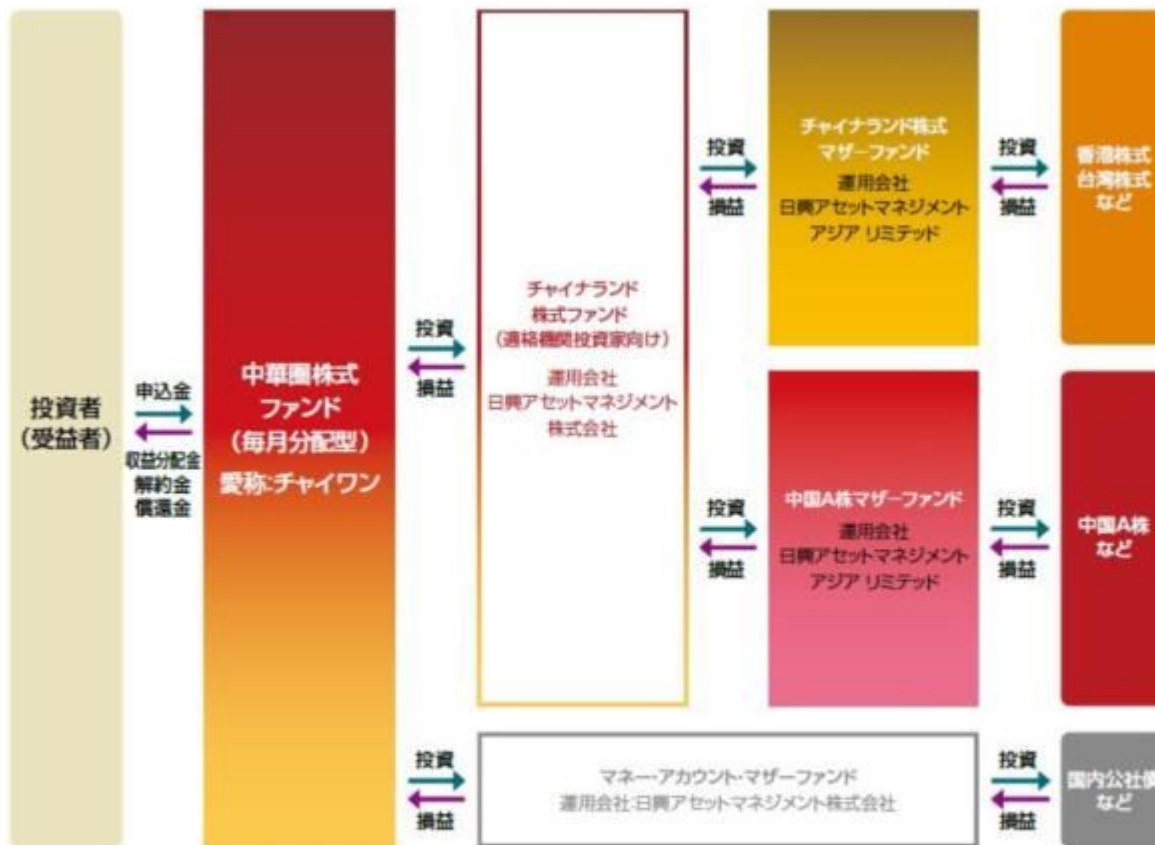 投資者
(受益者)
申込金
収益分配金
解約金
償還金
中華圏株式
ファンド
(毎月分配型)
愛称:チャイワン
投資
損益
チャイナランド
株式ファンド
(適格機関投資家向け)
運用会社
日興アセットマネジメント
株式会社
投資
損益
チャイナランド株式
マザーファンド
運用会社
日興アセットマネジメント
アジア リミテッド
投資
損益
香港株式
台湾株式
など
投資
損益
中国A株マザーファンド
運用会社
日興アセットマネジメント
アジア リミテッド
投資
損益
中国A株
など
投資
損益
マネー・アカウント・マザーファンド
運用会社:日興アセットマネジメント株式会社
投資
損益
国内公社債
など